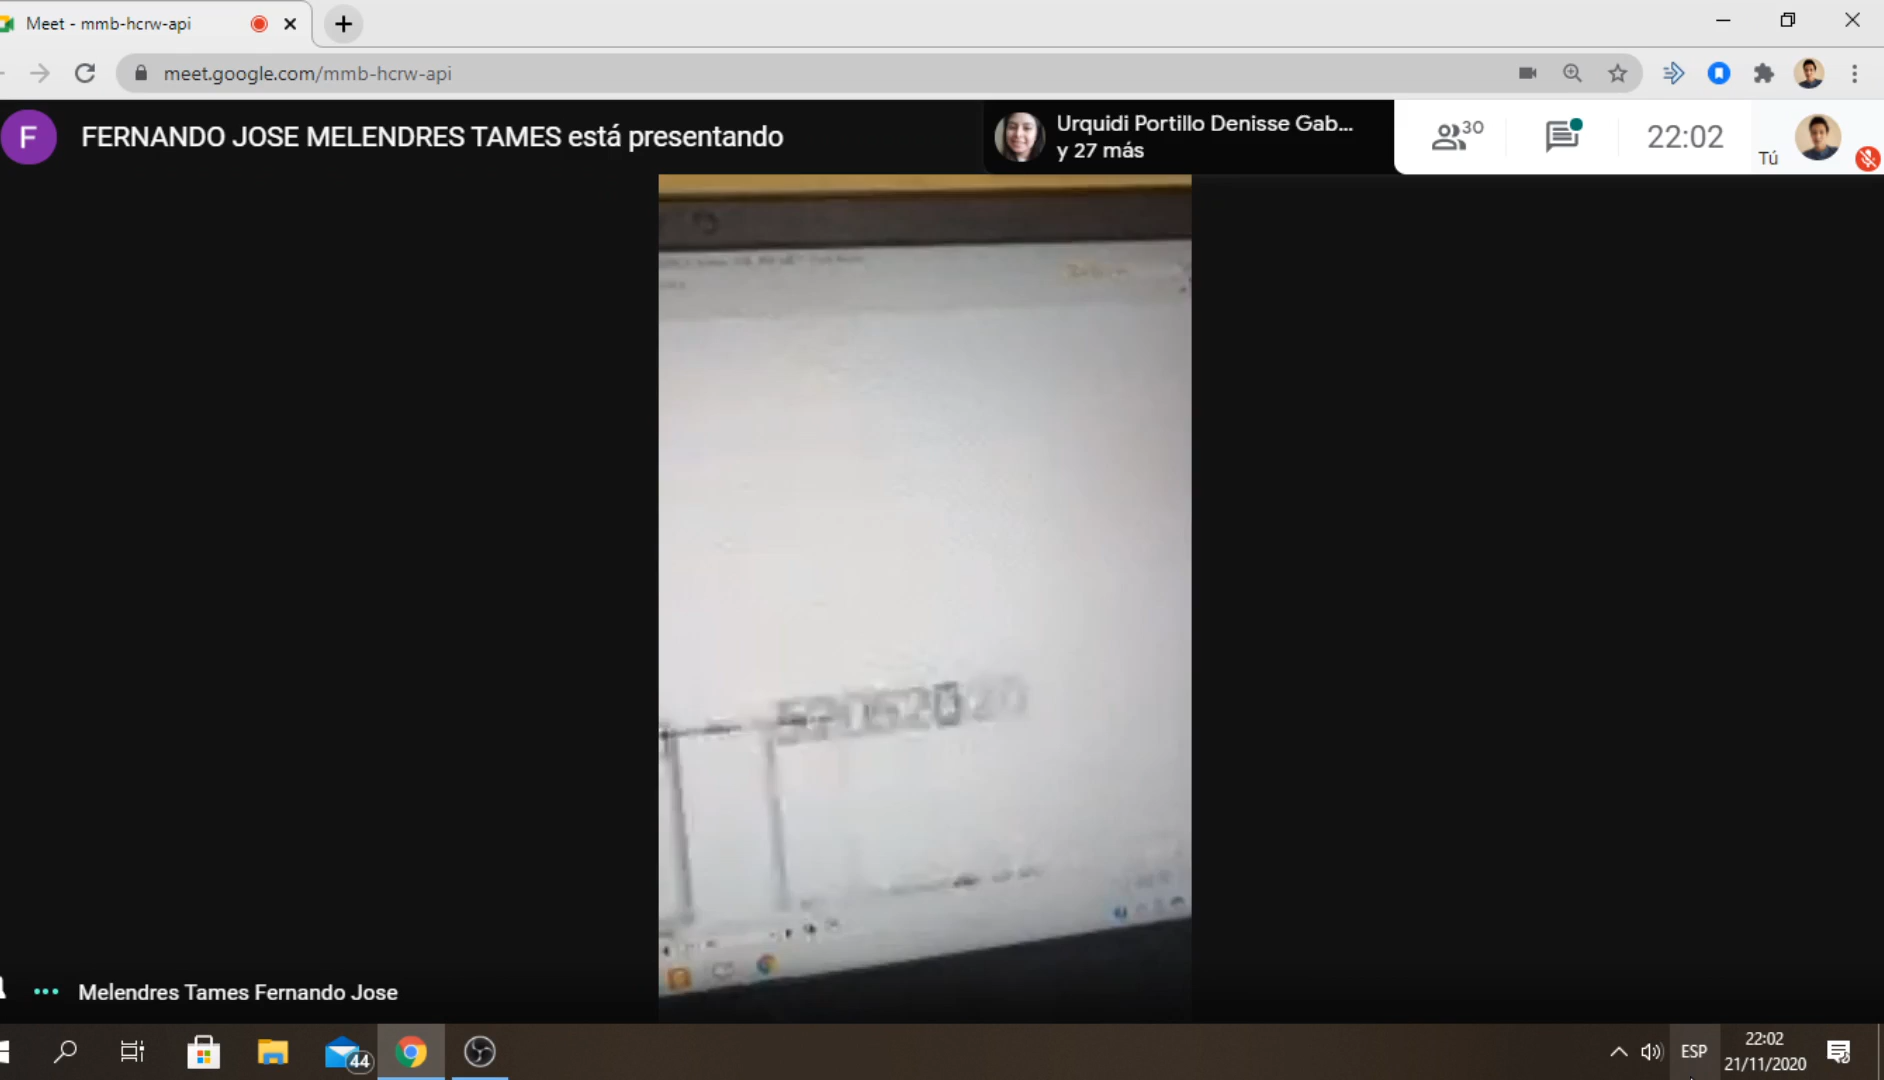 Meet - mmb-hcrw-api
meet.google.com/mmb-hcrw-api
F
FERNANDO JOSE MELENDRES TAMES está presentando
Urquidi Portillo Denisse Gab...
y 27 más
30
22:02
Tú
Melendres Tames Fernando Jose
44
ESP
22:02
21/11/2020